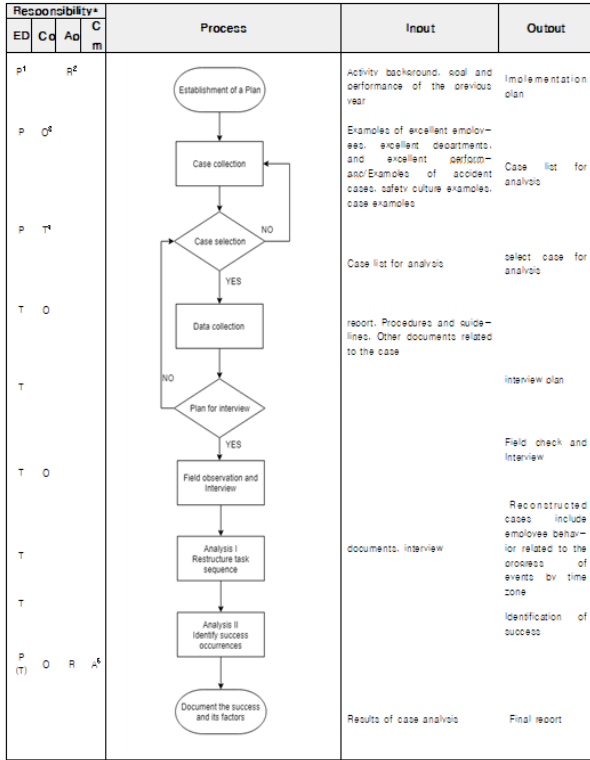 Responsibility*
ED Co Ap C m
Process
Input
Output
P¹ R²
Establishment of a Plan
Activity background, goal and
performance of the previous
year
Implementation
plan
P O³
Case collection
Examples of excellent employ-
ees, excellent departments,
and excellent perform-
anc/Examples of accident
cases, safety culture examples,
case examples
Case list for
analysis
P T⁴
Case selection
NO
YES
Case list for analysis
select case for
analysis
T O
Data collection
report, Procedures and guide-
lines, Other documents related
to the case
T
NO
Plan for interview
YES
interview plan
T O
Field observation and
Interview
Field check and
Interview
T
Analysis I
Restructure task
sequence
documents, interview
Reconstructed
cases include
employee behav-
ior related to the
progress of
events by time
zone
T
Analysis II
Identify success
occurrences
Identification of
success
P
(T) O R A⁵
Document the success
and its factors
Results of case analysis
Final report